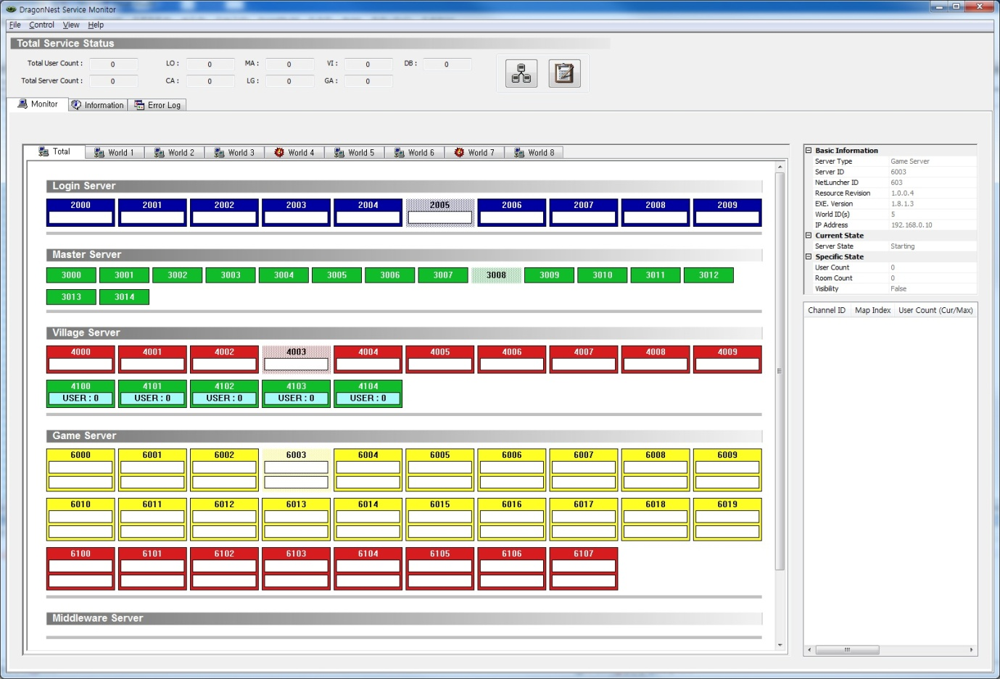 DragonNest Service Monitor
File Control View Help
Total Service Status
Total User Count : 0 LO : 0 MA : 0 VI : 0 DB : 0
Total Server Count : 0 CA : 0 LG : 0 GA : 0
Monitor Information Error Log
Total World 1 World 2 World 3 World 4 World 5 World 6 World 7 World 8
Login Server
2000 2001 2002 2003 2004 2005 2006 2007 2008 2009
Master Server
3000 3001 3002 3003 3004 3005 3006 3007 3008 3009 3010 3011 3012
3013 3014
Village Server
4000 4001 4002 4003 4004 4005 4006 4007 4008 4009
4100 4101 4102 4103 4104
USER : 0 USER : 0 USER : 0 USER : 0 USER : 0
Game Server
6000 6001 6002 6003 6004 6005 6006 6007 6008 6009
6010 6011 6012 6013 6014 6015 6016 6017 6018 6019
6100 6101 6102 6103 6104 6105 6106 6107
Middleware Server
Basic Information
Server Type Game Server
Server ID 6003
NetLuncher ID 603
Resource Revision 1.0.0.4
EXE. Version 1.8.1.3
World ID(s) 5
IP Address 192.168.0.10
Current State
Server State Starting
Specific State
User Count 0
Room Count 0
Visibility False
Channel ID Map Index User Count (Cur/Max)